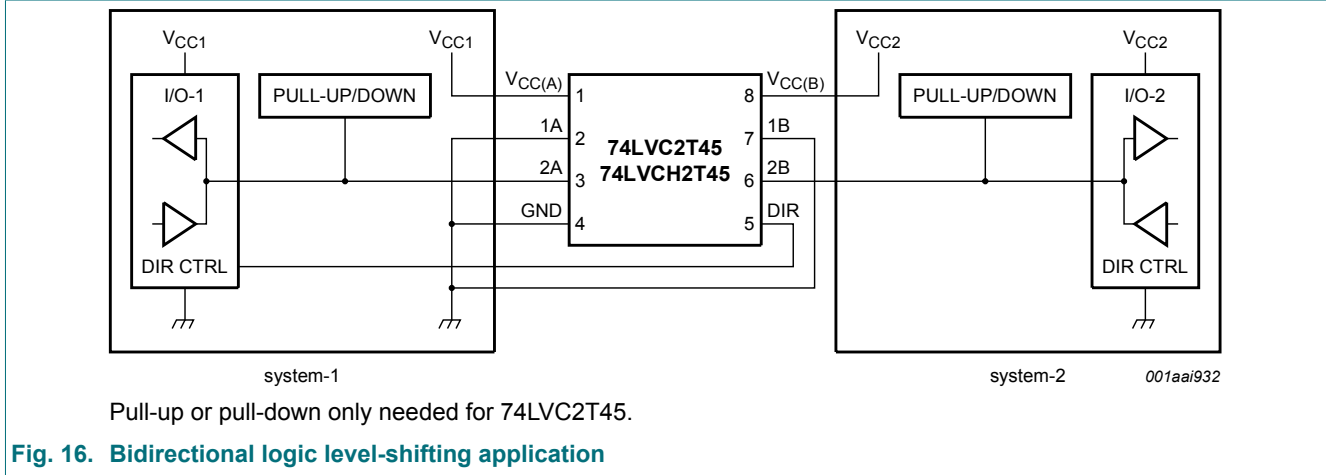 VCC1
VCC1
VCC2
VCC2
I/O-1
PULL-UP/DOWN
VCC(A)
1
8
VCC(B)
PULL-UP/DOWN
I/O-2
1A
2
74LVC2T45
7
1B
2A
3
74LVCH2T45
6
2B
GND
4
5
DIR
DIR CTRL
DIR CTRL
system-1
system-2
001aai932
Pull-up or pull-down only needed for 74LVC2T45.
Fig. 16. Bidirectional logic level-shifting application